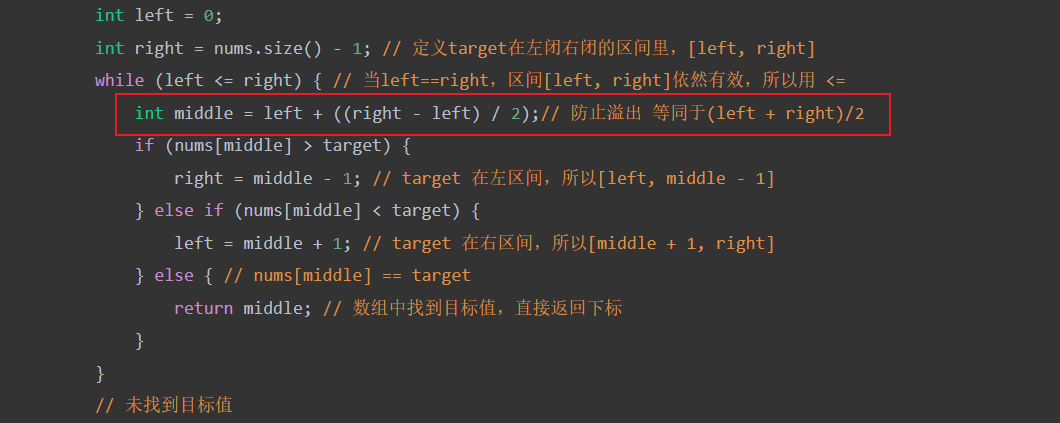 int left = 0;
int right = nums.size() - 1; // 定义target在左闭右闭的区间里，[left, right]
while (left <= right) { // 当left==right，区间[left, right]依然有效，所以用 <=
int middle = left + ((right - left) / 2);// 防止溢出 等同于(left + right)/2
if (nums[middle] > target) {
right = middle - 1; // target 在左区间，所以[left, middle - 1]
} else if (nums[middle] < target) {
left = middle + 1; // target 在右区间，所以[middle + 1, right]
} else { // nums[middle] == target
return middle; // 数组中找到目标值，直接返回下标
}
}
// 未找到目标值